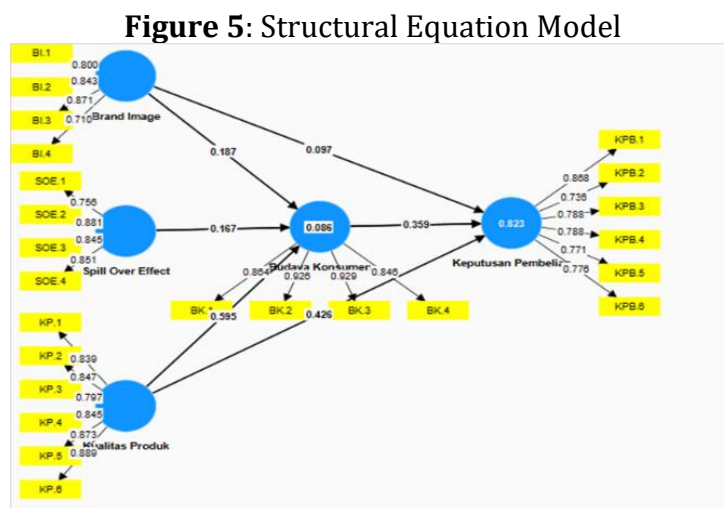 Figure 5: Structural Equation Model
BI.1
BI.2
BI.3
BI.4
0.800
0.843
0.871
0.710
Brand Image
0.187
0.097
SOE.1
SOE.2
SOE.3
SOE.4
0.756
0.881
0.845
0.851
Spill Over Effect
0.167
0.086
Budaya Konsumen
0.359
0.823
Keputusan Pembelia
KPB.1
KPB.2
KPB.3
KPB.4
KPB.5
KPB.6
0.868
0.736
0.788
0.788
0.771
0.776
0.864
0.926
0.929
0.846
BK.1
BK.2
BK.3
BK.4
0.595
0.426
KP.1
KP.2
KP.3
KP.4
KP.5
KP.6
0.839
0.847
0.797
0.845
0.873
0.889
Kualitas Produk